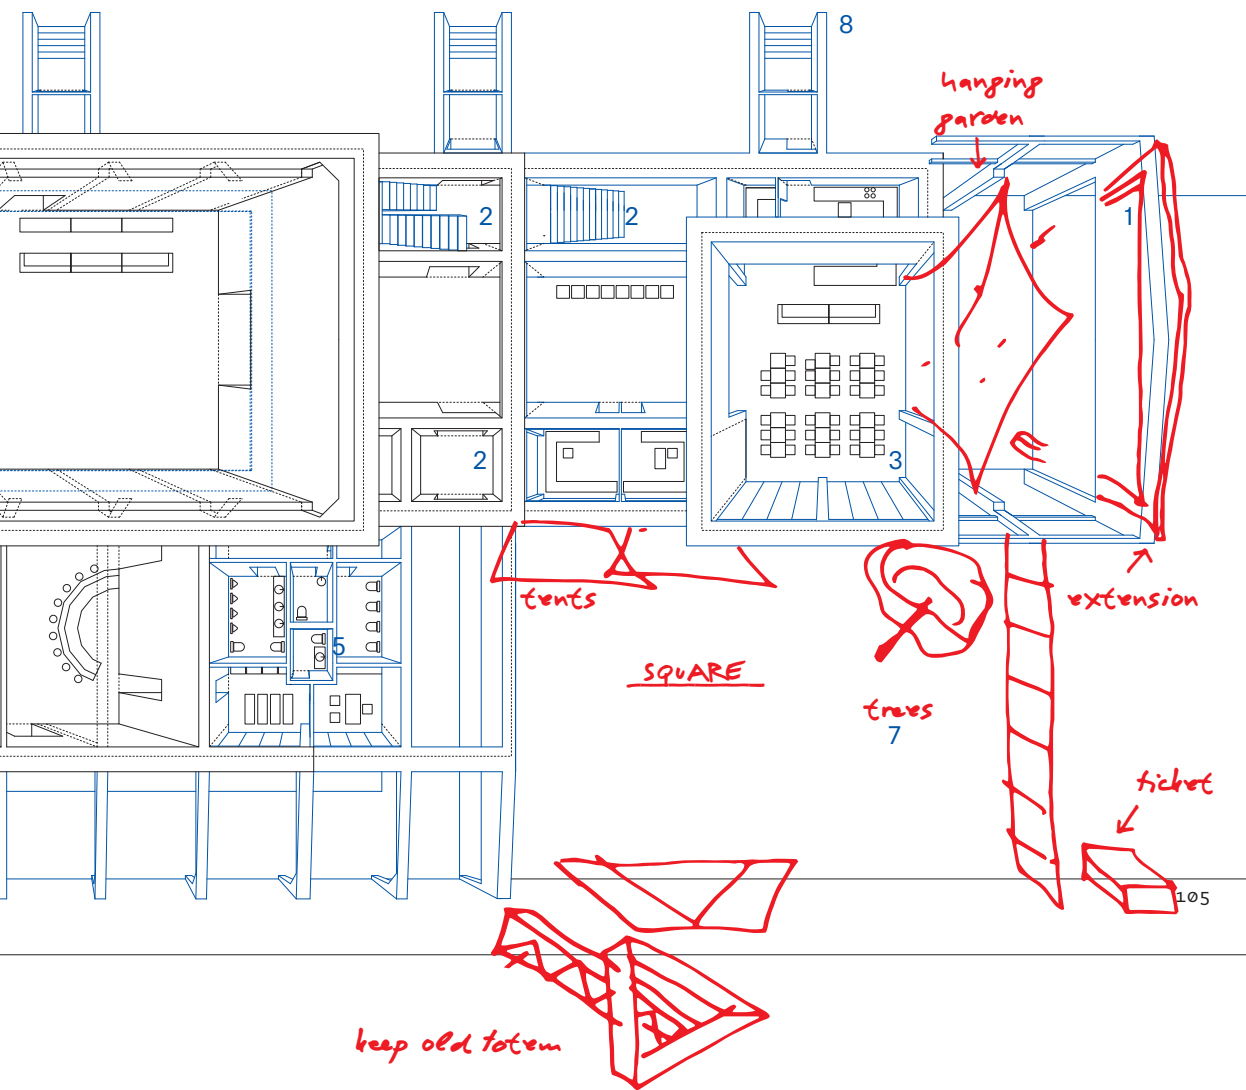 8
hanging
garden
1
2
2
2
3
tents
extension
5
SQUARE
trees
7
ticket
105
keep old totem